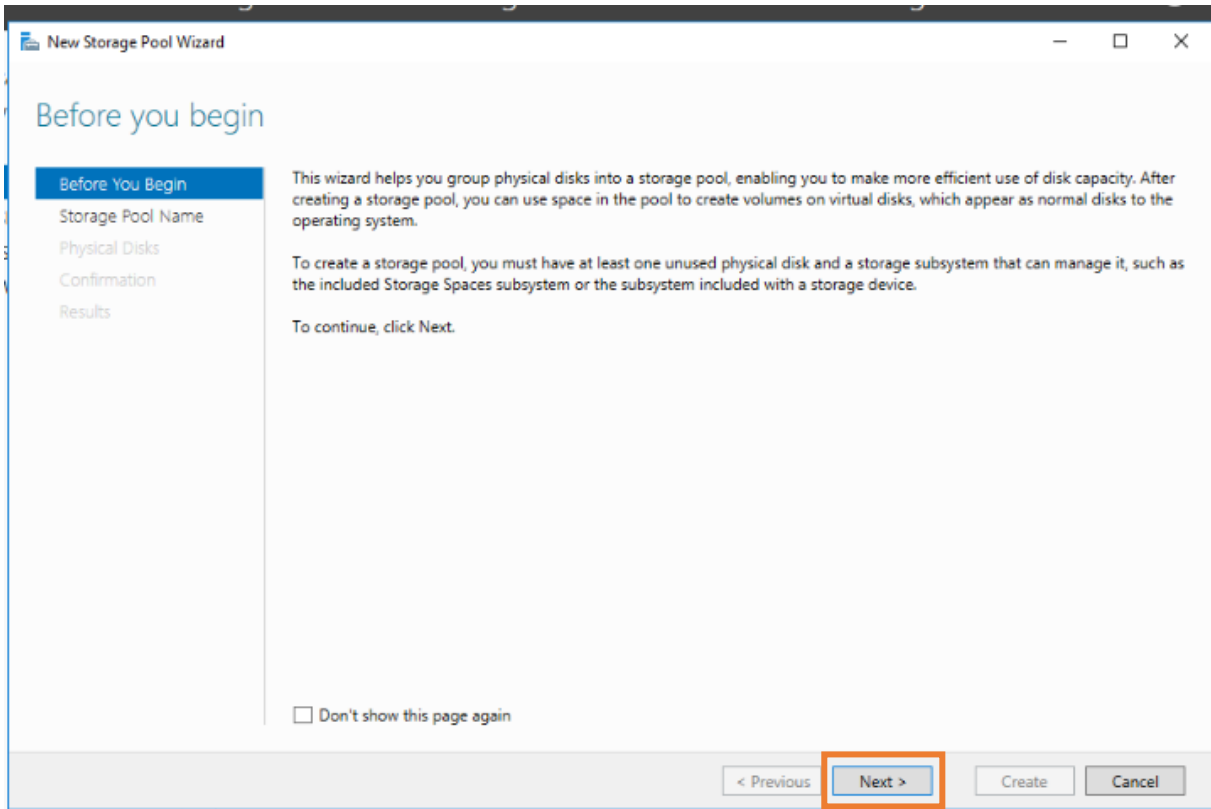 New Storage Pool Wizard
Before you begin
Before You Begin
Storage Pool Name
Physical Disks
Confirmation
Results
This wizard helps you group physical disks into a storage pool, enabling you to make more efficient use of disk capacity. After
creating a storage pool, you can use space in the pool to create volumes on virtual disks, which appear as normal disks to the
operating system.
To create a storage pool, you must have at least one unused physical disk and a storage subsystem that can manage it, such as
the included Storage Spaces subsystem or the subsystem included with a storage device.
To continue, click Next.
Don't show this page again
< Previous
Next >
Create
Cancel